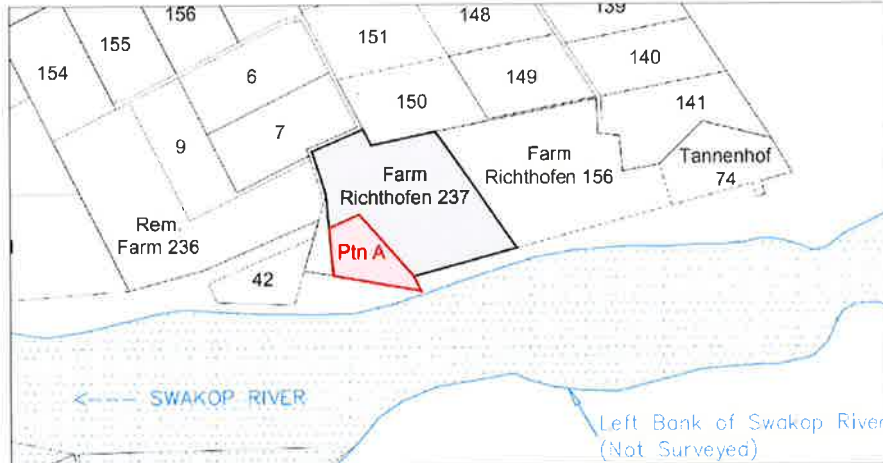 156
148
139
155
151
154
6
149
140
150
7
141
9
Farm
Richthofen 237
Farm
Richthofen 156
Tannenhof
74
Rem.
Farm 236
Ptn A
42
<--- SWAKOP RIVER
Left Bank of Swakop River
(Not Surveyed)